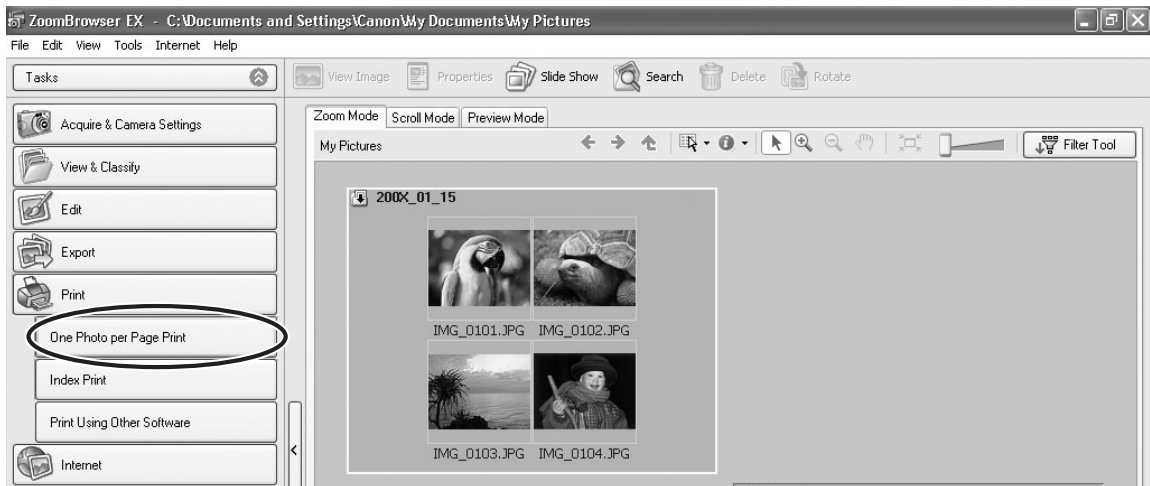 ZoomBrowser EX - C:\Documents and Settings\Canon\My Documents\My Pictures
File Edit View Tools Internet Help
Tasks
View Image Properties Slide Show Search Delete Rotate
Acquire & Camera Settings
View & Classify
Edit
Export
Print
One Photo per Page Print
Index Print
Print Using Other Software
Internet
Zoom Mode Scroll Mode Preview Mode
My Pictures
Filter Tool
200X_01_15
IMG_0101.JPG IMG_0102.JPG
IMG_0103.JPG IMG_0104.JPG